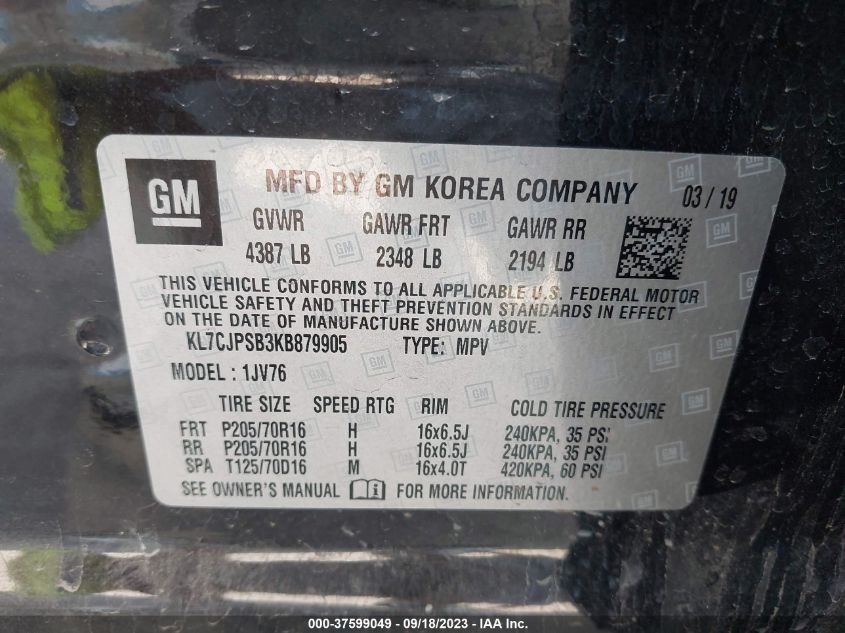 GM
MFD BY GM KOREA COMPANY 03 / 19
GVWR GAWR FRT GAWR RR
4387 LB 2348 LB 2194 LB
THIS VEHICLE CONFORMS TO ALL APPLICABLE U.S. FEDERAL MOTOR
VEHICLE SAFETY AND THEFT PREVENTION STANDARDS IN EFFECT
ON THE DATE OF MANUFACTURE SHOWN ABOVE.
KL7CJPSB3KB879905 TYPE: MPV
MODEL : 1JV76
TIRE SIZE SPEED RTG RIM COLD TIRE PRESSURE
FRT P205/70R16 H 16x6.5J 240KPA, 35 PSI
RR P205/70R16 H 16x6.5J 240KPA, 35 PSI
SPA T125/70D16 M 16x4.0T 420KPA, 60 PSI
SEE OWNER'S MANUAL i FOR MORE INFORMATION.
000-37599049 - 09/18/2023 - IAA Inc.